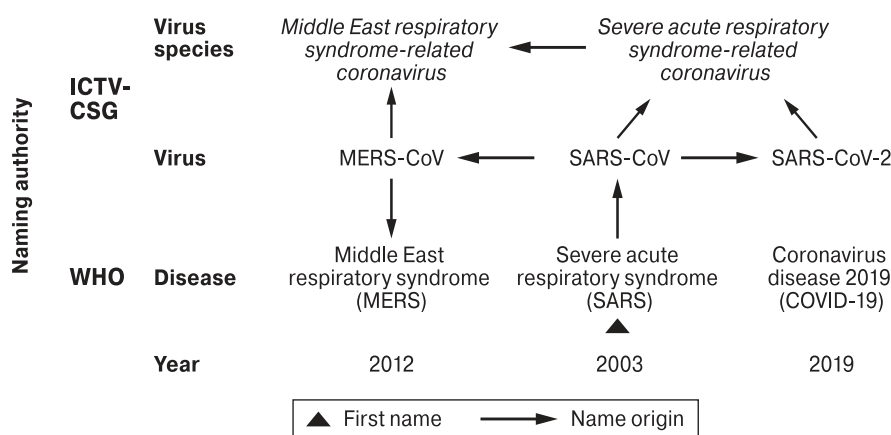 Naming authority
ICTV-
CSG
WHO
Virus
species
Middle East respiratory
syndrome-related
coronavirus
Severe acute respiratory
syndrome-related
coronavirus
Virus
MERS-CoV
SARS-CoV
SARS-CoV-2
Disease
Middle East
respiratory syndrome
(MERS)
Severe acute
respiratory syndrome
(SARS)
Coronavirus
disease 2019
(COVID-19)
Year
2012
2003
2019
First name
Name origin